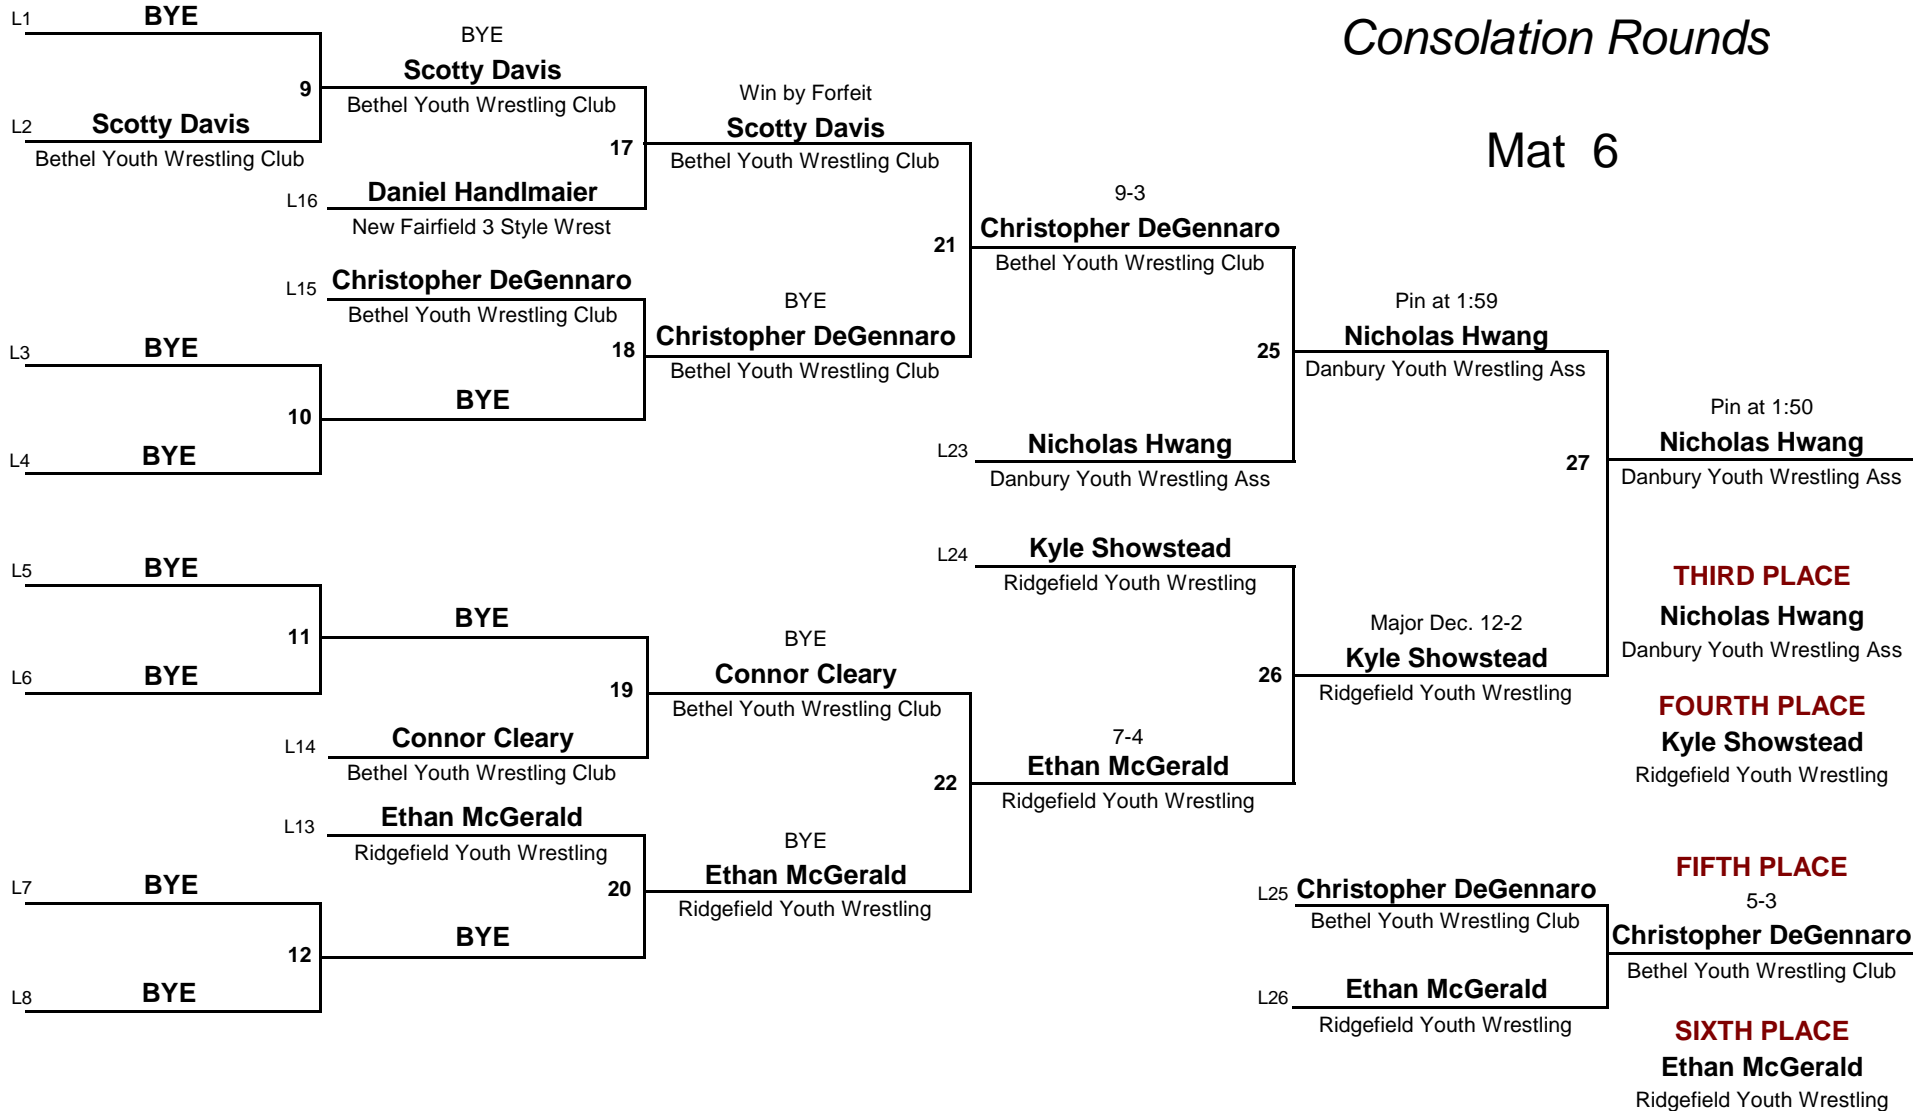 Consolation Rounds
Mat 6
L1
BYE
L2
Scotty Davis
Bethel Youth Wrestling Club
9
L3
BYE
L4
BYE
10
L5
BYE
L6
BYE
11
L7
BYE
L8
BYE
12
BYE
Scotty Davis
Bethel Youth Wrestling Club
L16
Daniel Handlmaier
New Fairfield 3 Style Wrest
17
L15
Christopher DeGennaro
Bethel Youth Wrestling Club
BYE
18
BYE
L14
Connor Cleary
Bethel Youth Wrestling Club
19
L13
Ethan McGerald
Ridgefield Youth Wrestling
BYE
20
Win by Forfeit
Scotty Davis
Bethel Youth Wrestling Club
BYE
Christopher DeGennaro
Bethel Youth Wrestling Club
21
BYE
Connor Cleary
Bethel Youth Wrestling Club
BYE
Ethan McGerald
Ridgefield Youth Wrestling
22
9-3
Christopher DeGennaro
Bethel Youth Wrestling Club
L23
Nicholas Hwang
Danbury Youth Wrestling Ass
25
L24
Kyle Showstead
Ridgefield Youth Wrestling
7-4
Ethan McGerald
Ridgefield Youth Wrestling
26
Pin at 1:59
Nicholas Hwang
Danbury Youth Wrestling Ass
Major Dec. 12-2
Kyle Showstead
Ridgefield Youth Wrestling
27
L25
Christopher DeGennaro
Bethel Youth Wrestling Club
L26
Ethan McGerald
Ridgefield Youth Wrestling
Pin at 1:50
Nicholas Hwang
Danbury Youth Wrestling Ass
THIRD PLACE
Nicholas Hwang
Danbury Youth Wrestling Ass
FOURTH PLACE
Kyle Showstead
Ridgefield Youth Wrestling
FIFTH PLACE
5-3
Christopher DeGennaro
Bethel Youth Wrestling Club
SIXTH PLACE
Ethan McGerald
Ridgefield Youth Wrestling